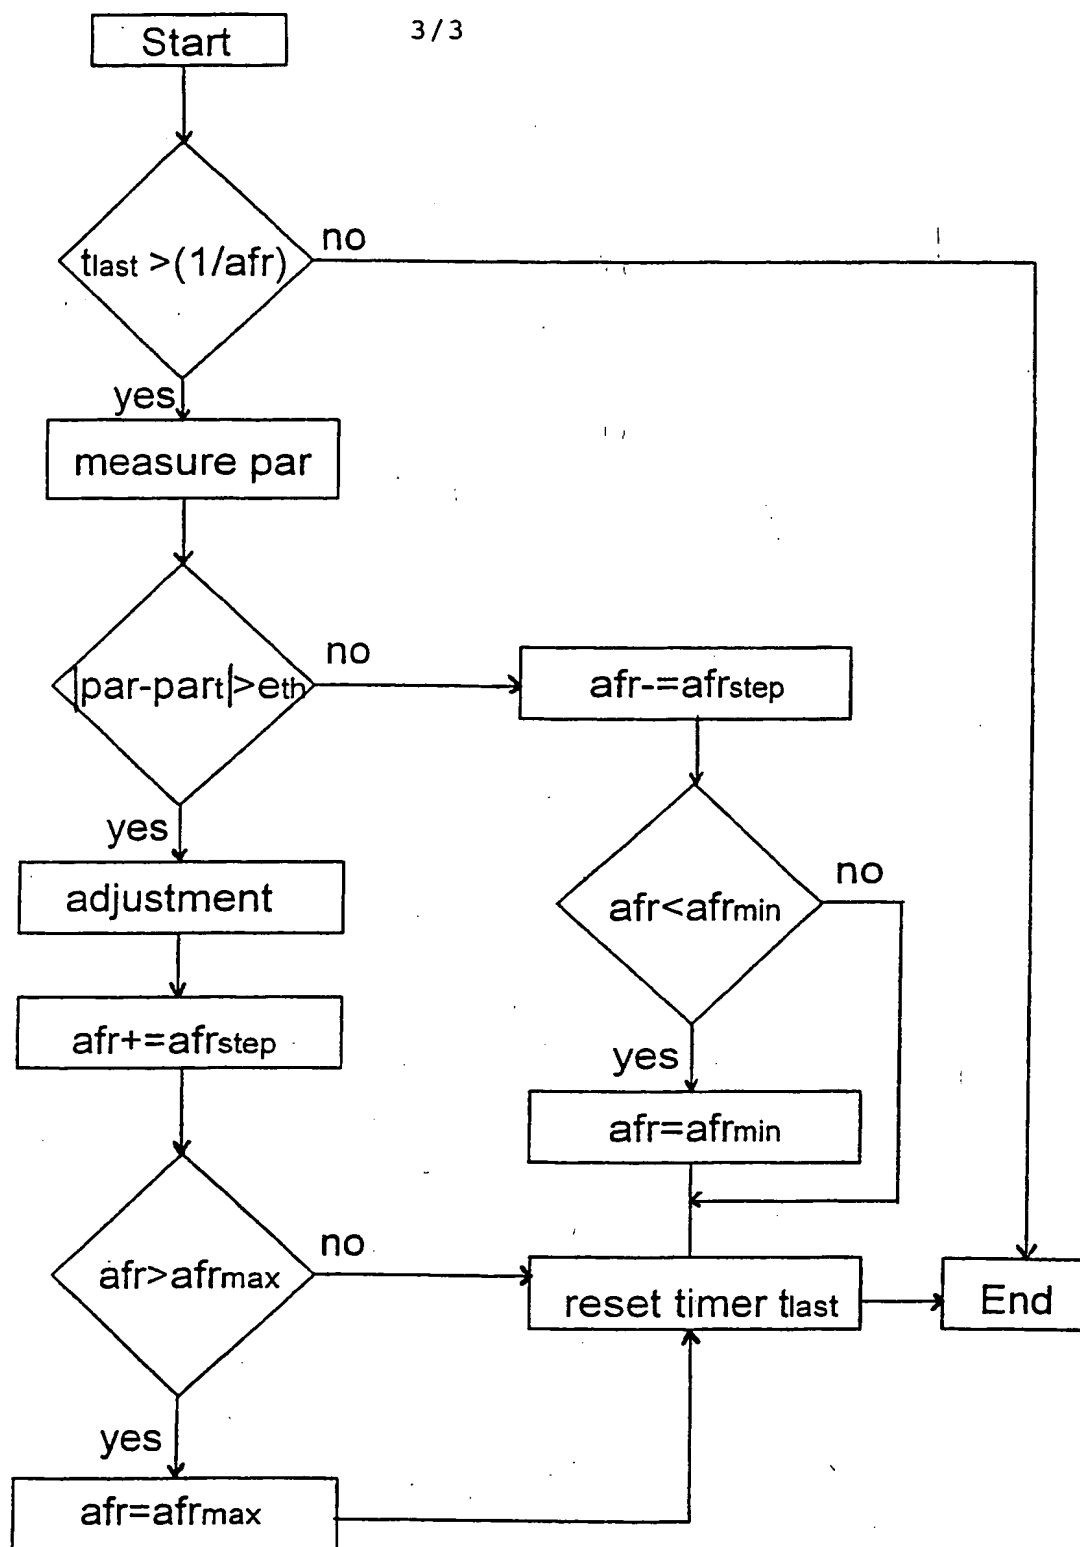 3/3
Start
tlast >(1/afr)
no
yes
measure par
|par-part|>eth
no
afr-=afrstep
yes
adjustment
afr<afrmin
no
afr+=afrstep
yes
afr=afrmin
afr>afrmax
no
reset timer tlast
End
yes
afr=afrmax